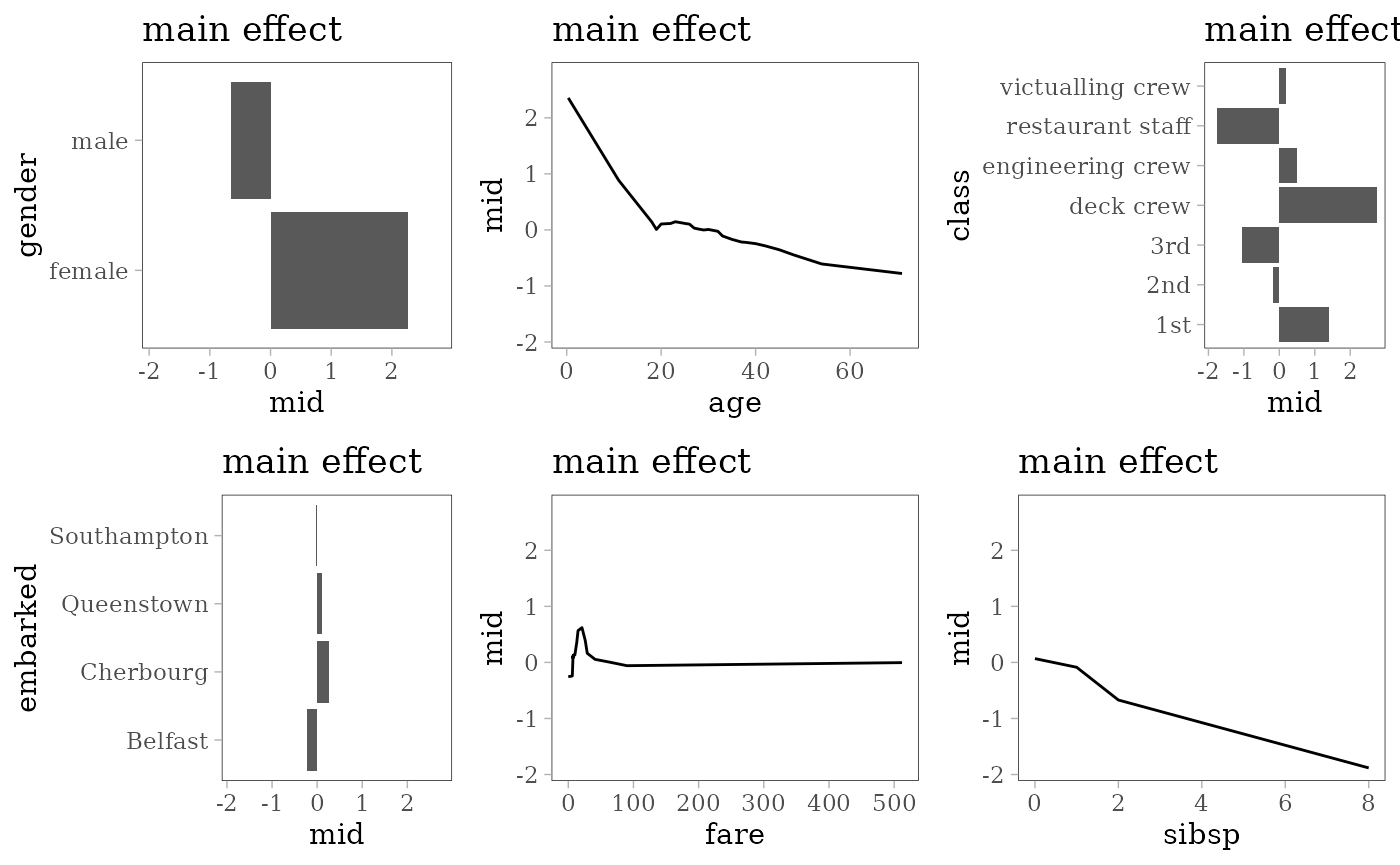 main effect
gender
male
female
-2 -1 0 1 2
mid
main effect
mid
2
1
0
-1
-2
0 20 40 60
age
main effect
class
victualling crew
restaurant staff
engineering crew
deck crew
3rd
2nd
1st
-2 -1 0 1 2
mid
main effect
embarked
Southampton
Queenstown
Cherbourg
Belfast
-2 -1 0 1 2
mid
main effect
mid
2
1
0
-1
-2
0 100 200 300 400 500
fare
main effect
mid
2
1
0
-1
-2
0 2 4 6 8
sibsp